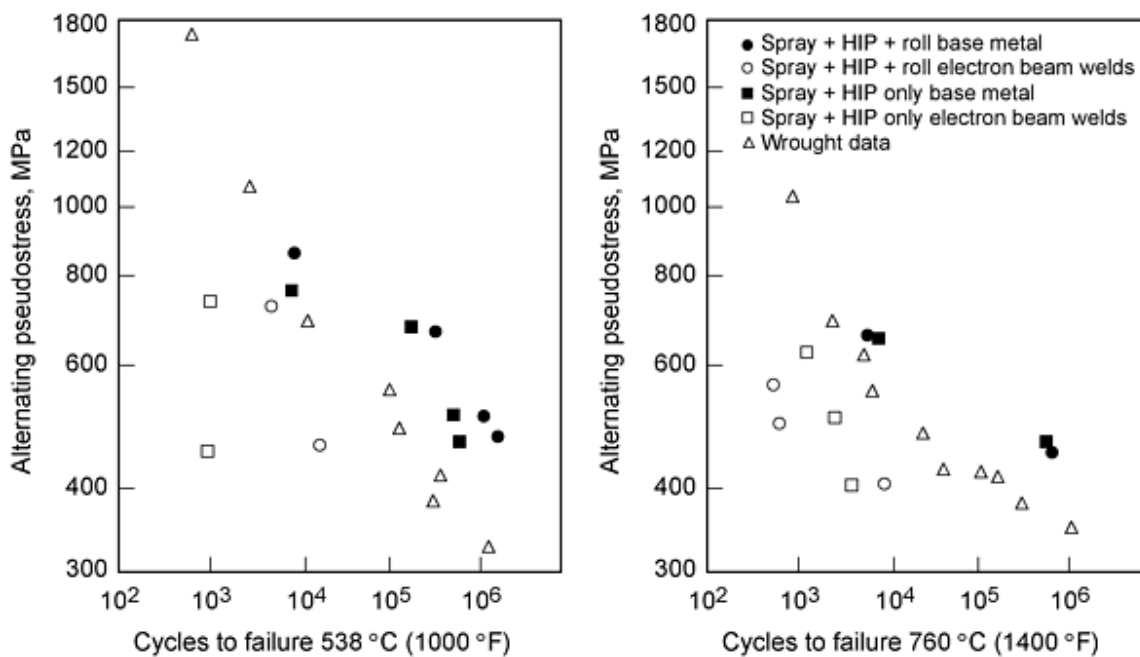 Alternating pseudostress, MPa
1800
1500
1200
1000
800
600
400
300
10²
10³
10⁴
10⁵
10⁶
Cycles to failure 538 °C (1000 °F)
Alternating pseudostress, MPa
1800
1500
1200
1000
800
600
400
300
Spray + HIP + roll base metal
Spray + HIP + roll electron beam welds
Spray + HIP only base metal
Spray + HIP only electron beam welds
Wrought data
10²
10³
10⁴
10⁵
10⁶
Cycles to failure 760 °C (1400 °F)